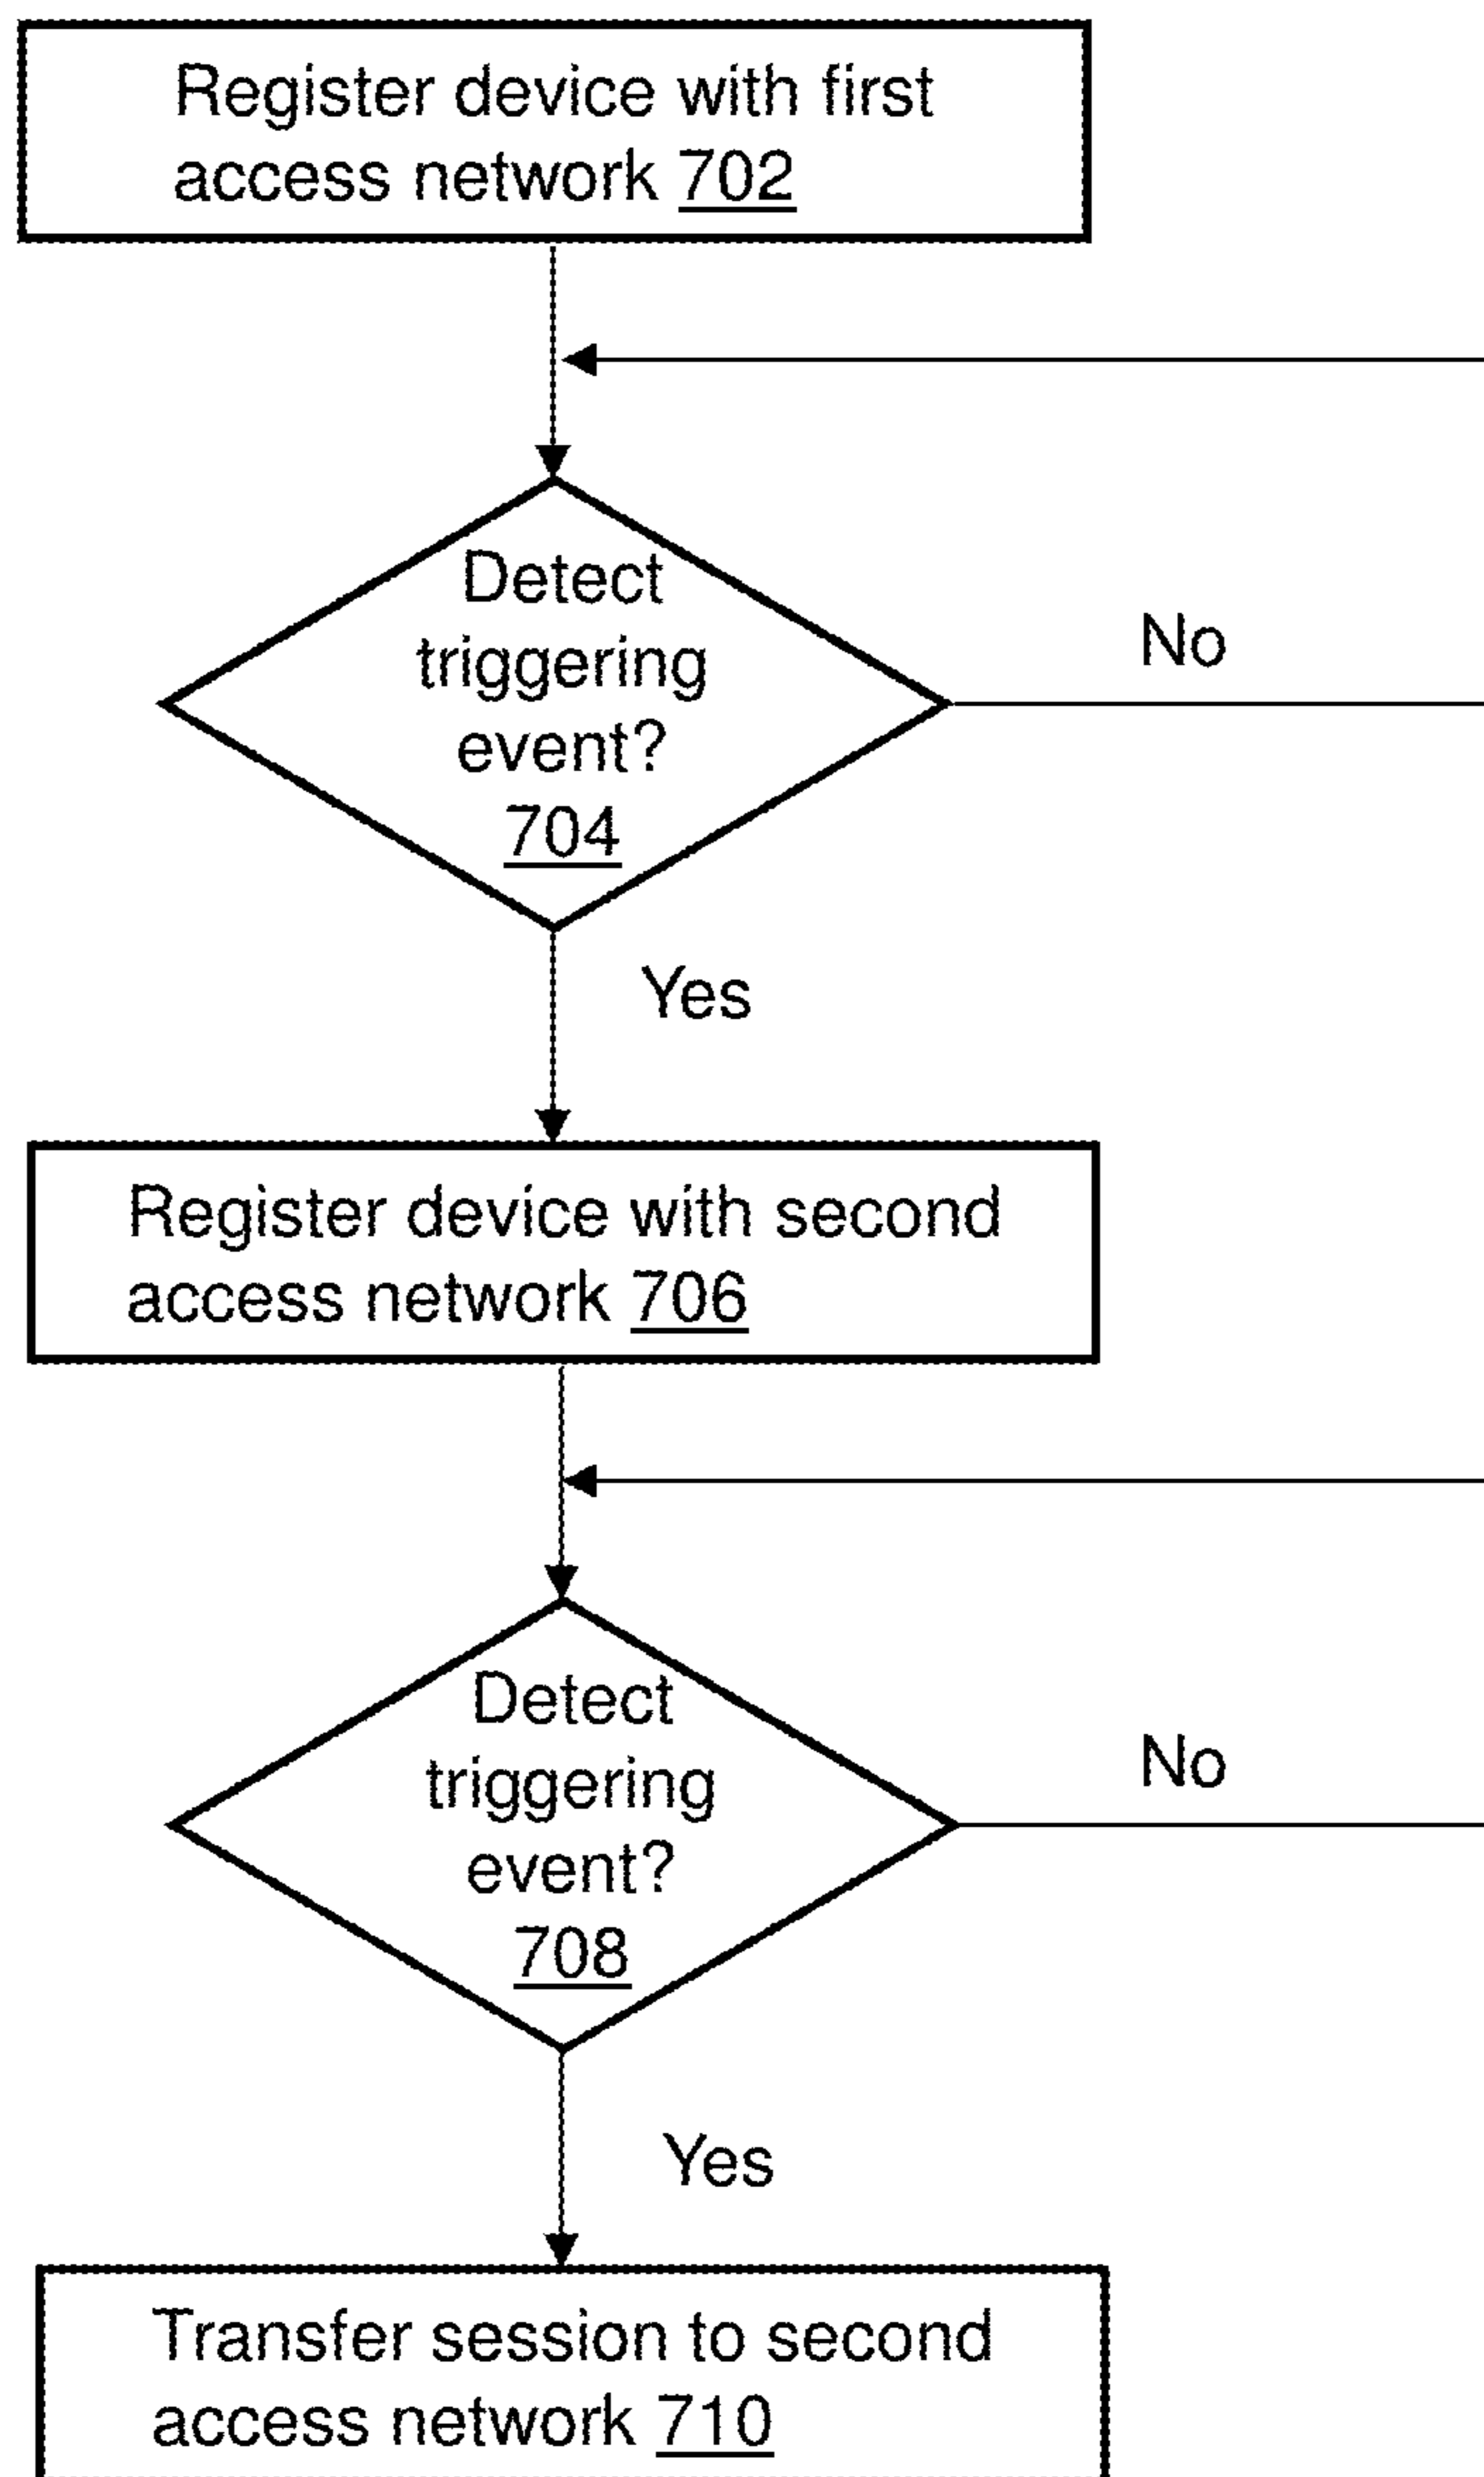 Register device with first
access network 702
Detect
triggering
event?
704
No
Yes
Register device with second
access network 706
Detect
triggering
event?
708
No
Yes
Transfer session to second
access network 710